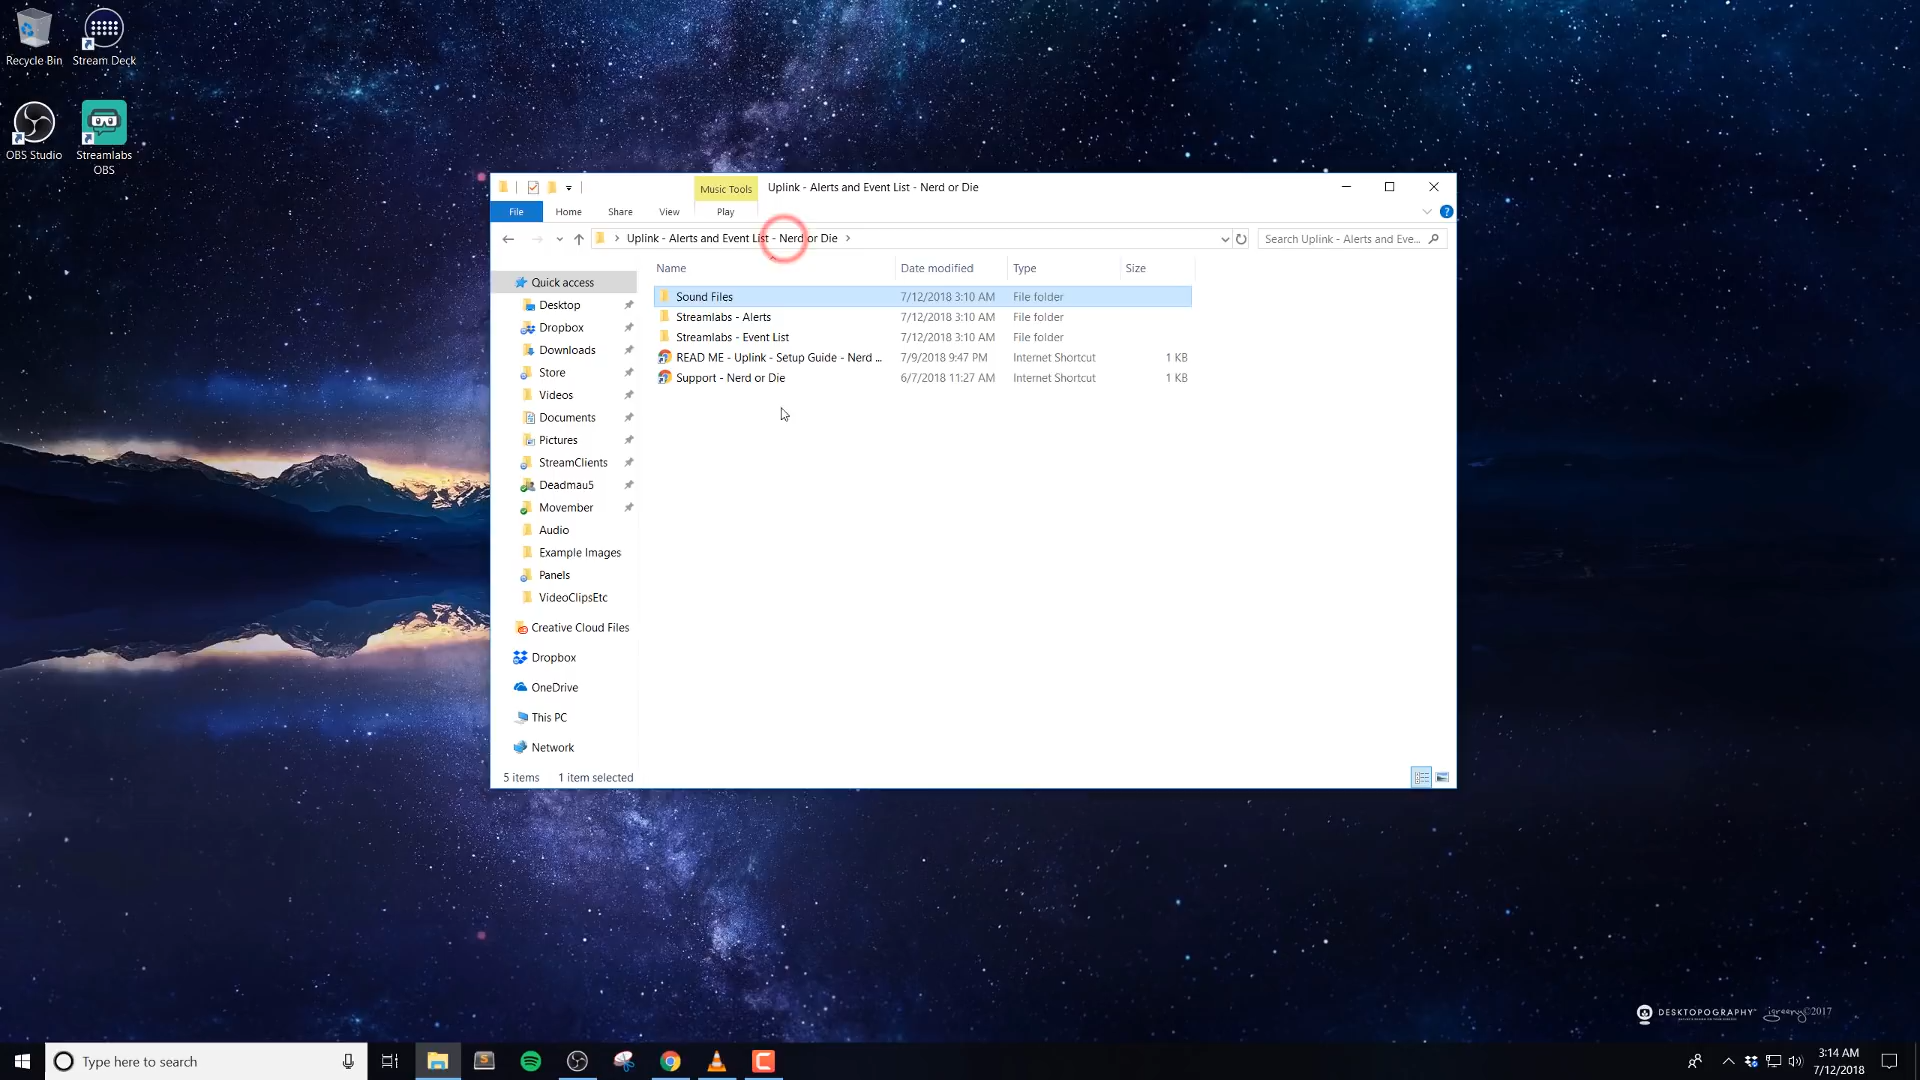 Recycle Bin
Stream Deck
OBS Studio
Streamlabs
OBS
Music Tools
Uplink - Alerts and Event List - Nerd or Die
File
Home
Share
View
Play
Uplink - Alerts and Event List - Nerd or Die
Search Uplink - Alerts and Eve...
Name
Date modified
Type
Size
Quick access
Desktop
Dropbox
Downloads
Store
Videos
Documents
Pictures
StreamClients
Deadmau5
Movember
Audio
Example Images
Panels
VideoClipsEtc
Creative Cloud Files
Dropbox
OneDrive
This PC
Network
Sound Files 7/12/2018 3:10 AM File folder
Streamlabs - Alerts 7/12/2018 3:10 AM File folder
Streamlabs - Event List 7/12/2018 3:10 AM File folder
READ ME - Uplink - Setup Guide - Nerd ... 7/9/2018 9:47 PM Internet Shortcut 1 KB
Support - Nerd or Die 6/7/2018 11:27 AM Internet Shortcut 1 KB
5 items 1 item selected
DESKTOPOGRAPHY
©2017
Type here to search
3:14 AM
7/12/2018